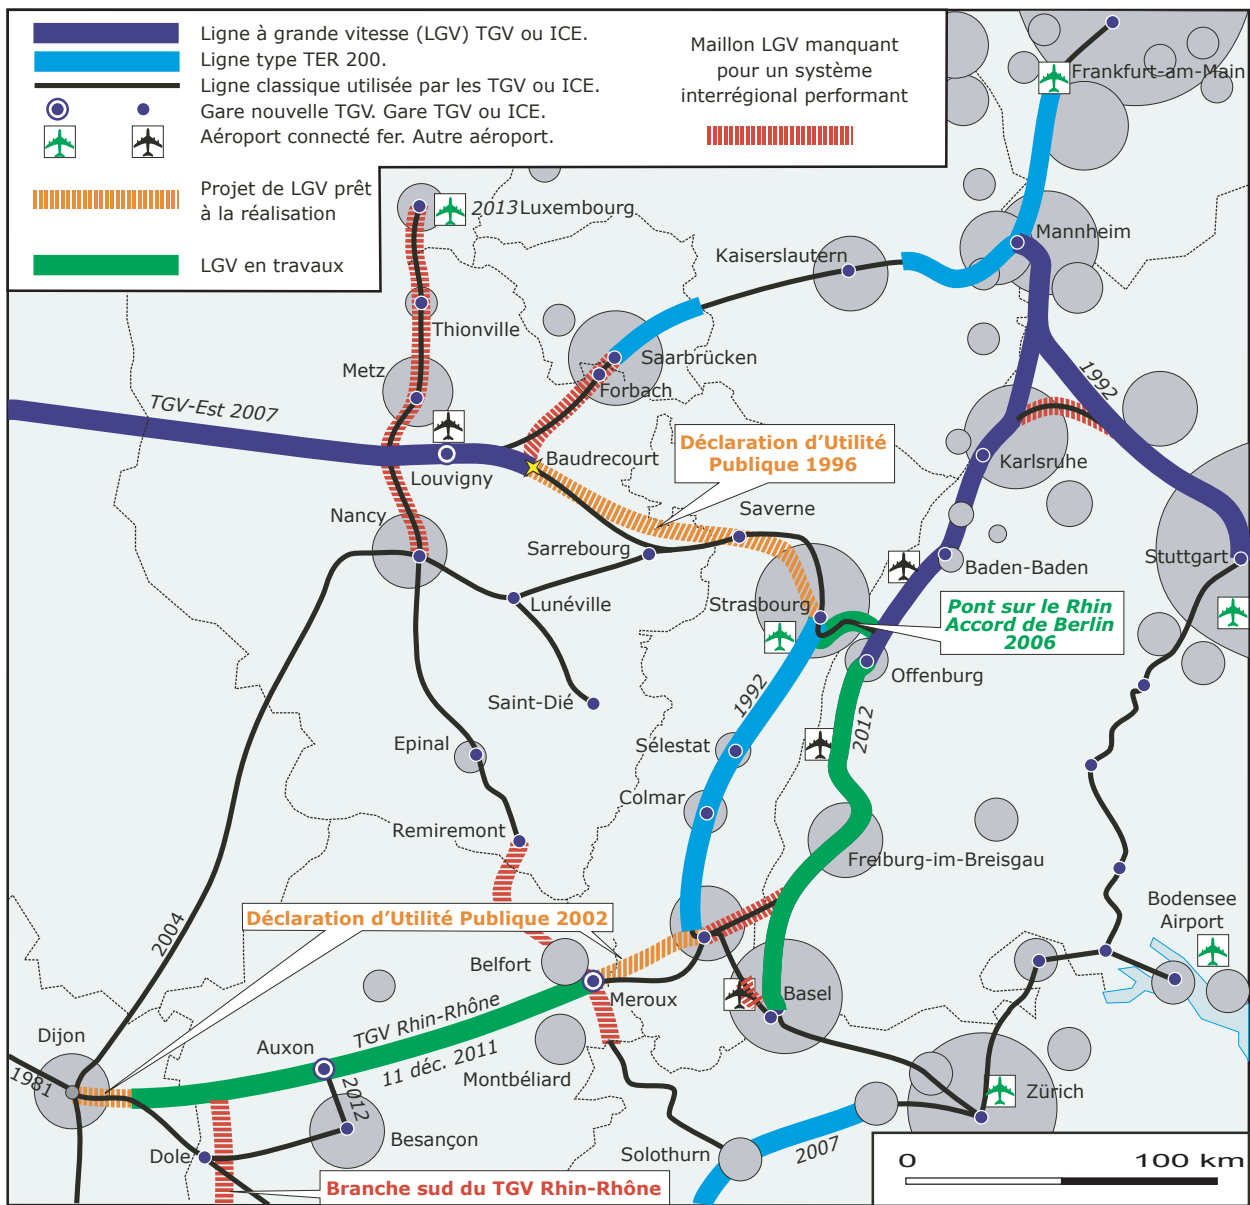 Ligne à grande vitesse (LGV) TGV ou ICE.
Ligne type TER 200.
Ligne classique utilisée par les TGV ou ICE.
Gare nouvelle TGV. Gare TGV ou ICE.
Aéroport connecté fer. Autre aéroport.
Projet de LGV prêt
à la réalisation
LGV en travaux
Maillon LGV manquant
pour un système
interrégional performant
Frankfurt-am-Main
2013 Luxembourg
Mannheim
Kaiserslautern
Thionville
Saarbrücken
Metz
Forbach
1992
TGV-Est 2007
Déclaration d'Utilité
Publique 1996
Baudrecourt
Karlsruhe
Louvigny
Nancy
Saverne
Sarrebourg
Stuttgart
Baden-Baden
Lunéville
Strasbourg
Pont sur le Rhin
Accord de Berlin
2006
Offenburg
Saint-Dié
1992
2012
Epinal
Sélestat
Colmar
Remiremont
Freiburg-im-Breisgau
Bodensee
Airport
Déclaration d'Utilité Publique 2002
2004
Belfort
Meroux
Basel
TGV Rhin-Rhône
11 déc. 2011
Dijon
Auxon
1981
2012
Montbéliard
Zürich
Besançon
Dole
Solothurn
2007
Branche sud du TGV Rhin-Rhône
0
100 km